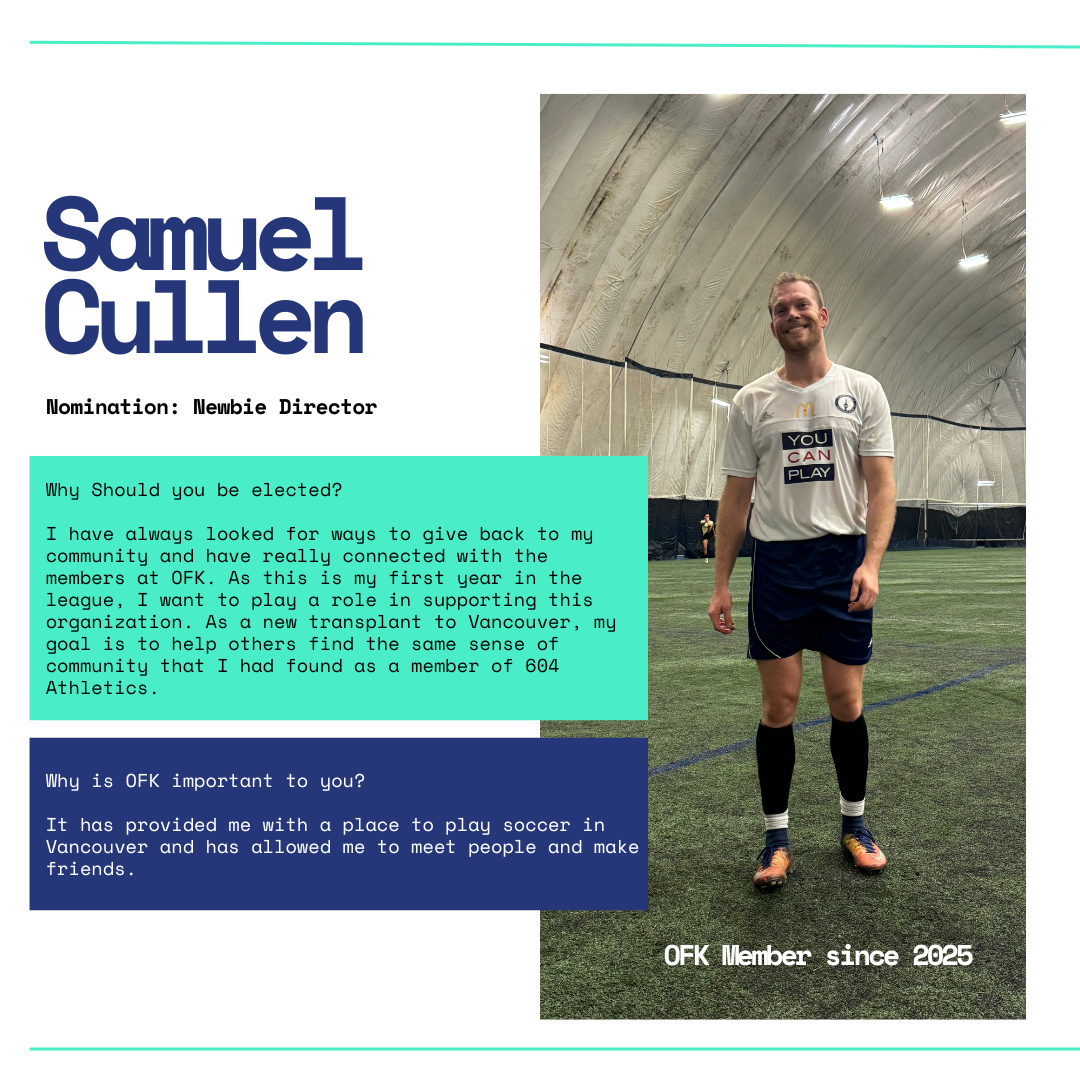 Samuel
Cullen
Nomination: Newbie Director
Why Should you be elected?
I have always looked for ways to give back to my
community and have really connected with the
members at OFK. As this is my first year in the
league, I want to play a role in supporting this
organization. As a new transplant to Vancouver, my
goal is to help others find the same sense of
community that I had found as a member of 604
Athletics.
Why is OFK important to you?
It has provided me with a place to play soccer in
Vancouver and has allowed me to meet people and make
friends.
YOU
CAN
PLAY
OFK Member since 2025